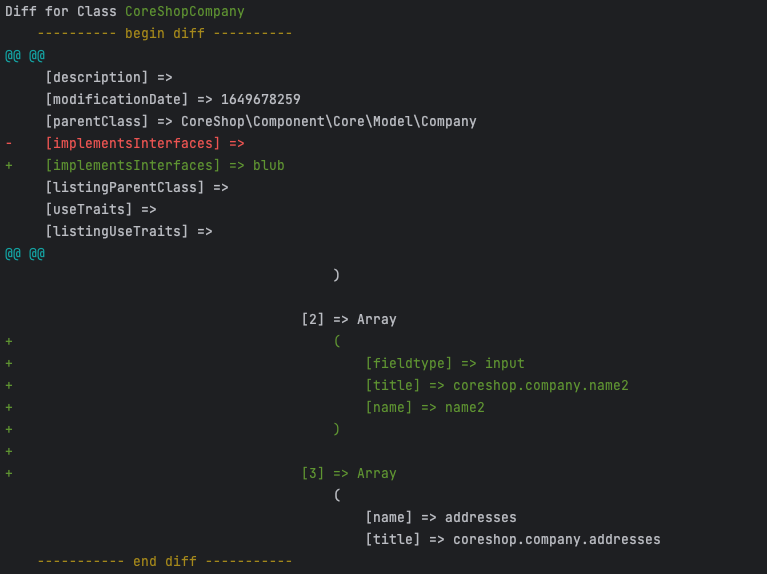 Diff for Class CoreShopCompany
---------- begin diff ----------
@@ @@
[description] =>
[modificationDate] => 1649678259
[parentClass] => CoreShop\Component\Core\Model\Company
-    [implementsInterfaces] =>
+    [implementsInterfaces] => blub
[listingParentClass] =>
[useTraits] =>
[listingUseTraits] =>
@@ @@
)
[2] => Array
+    (
+    [fieldtype] => input
+    [title] => coreshop.company.name2
+    [name] => name2
+    )
+
+    [3] => Array
(
[name] => addresses
[title] => coreshop.company.addresses
----------- end diff -----------